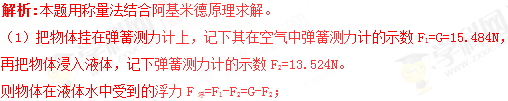 解析:本题用称量法结合阿基米德原理求解。
（1）把物体挂在弹簧测力计上，记下其在空气中弹簧测力计的示数 F₁=G=15.484N，
再把物体浸入液体，记下弹簧测力计的示数 F₂=13.524N。
则物体在液体水中受到的浮力 F浮=F₁-F₂=G-F₂；